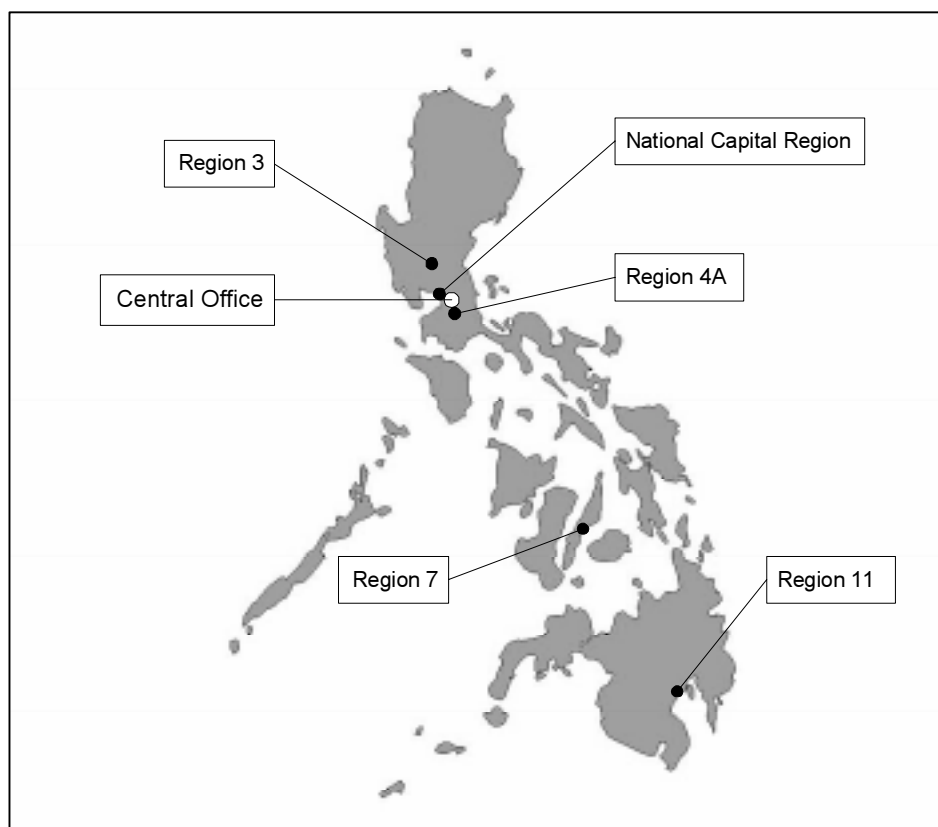 National Capital Region
Region 3
Region 4A
Central Office
Region 7
Region 11